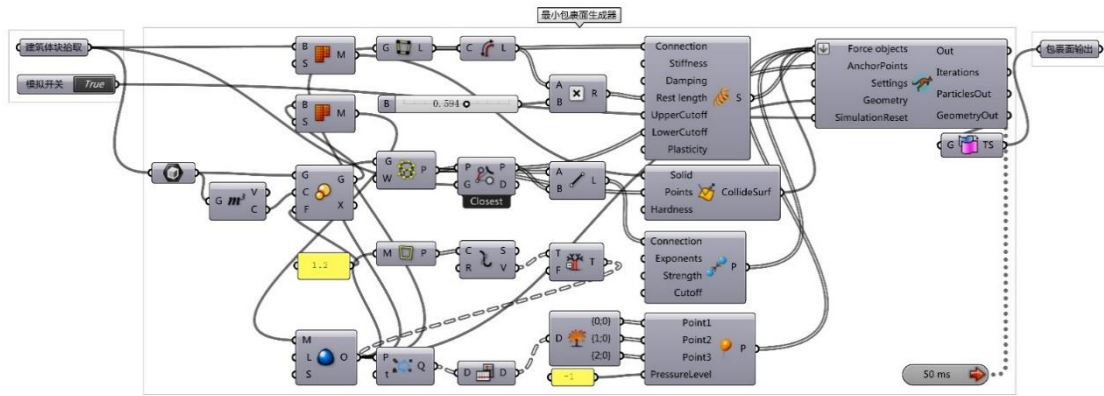 最小包裹面生成器
建筑体块拾取
模拟开关 True
包裹面输出
B
S
M
G L
C L
A
B
R
B 0.594
B
S
M
Connection
Stiffness
Damping
Rest length
UpperCutoff
LowerCutoff
Plasticity
S
Force objects
AnchorPoints
Settings
Geometry
SimulationReset
Out
Iterations
ParticlesOut
GeometryOut
G TS
G m³ V
C
G
C
F
G
X
G
W
P
P
G
P
D
Closest
A
B
L
Solid
Points
Hardness
CollideSurf
1.2
M P
C
R
S
V
T
F
T
Connection
Exponents
Strength
Cutoff
P
M
L
S
O
P
t
Q
D D
D
{0;0}
{1;0}
{2;0}
-1
Point1
Point2
Point3
PressureLevel
P
50 ms